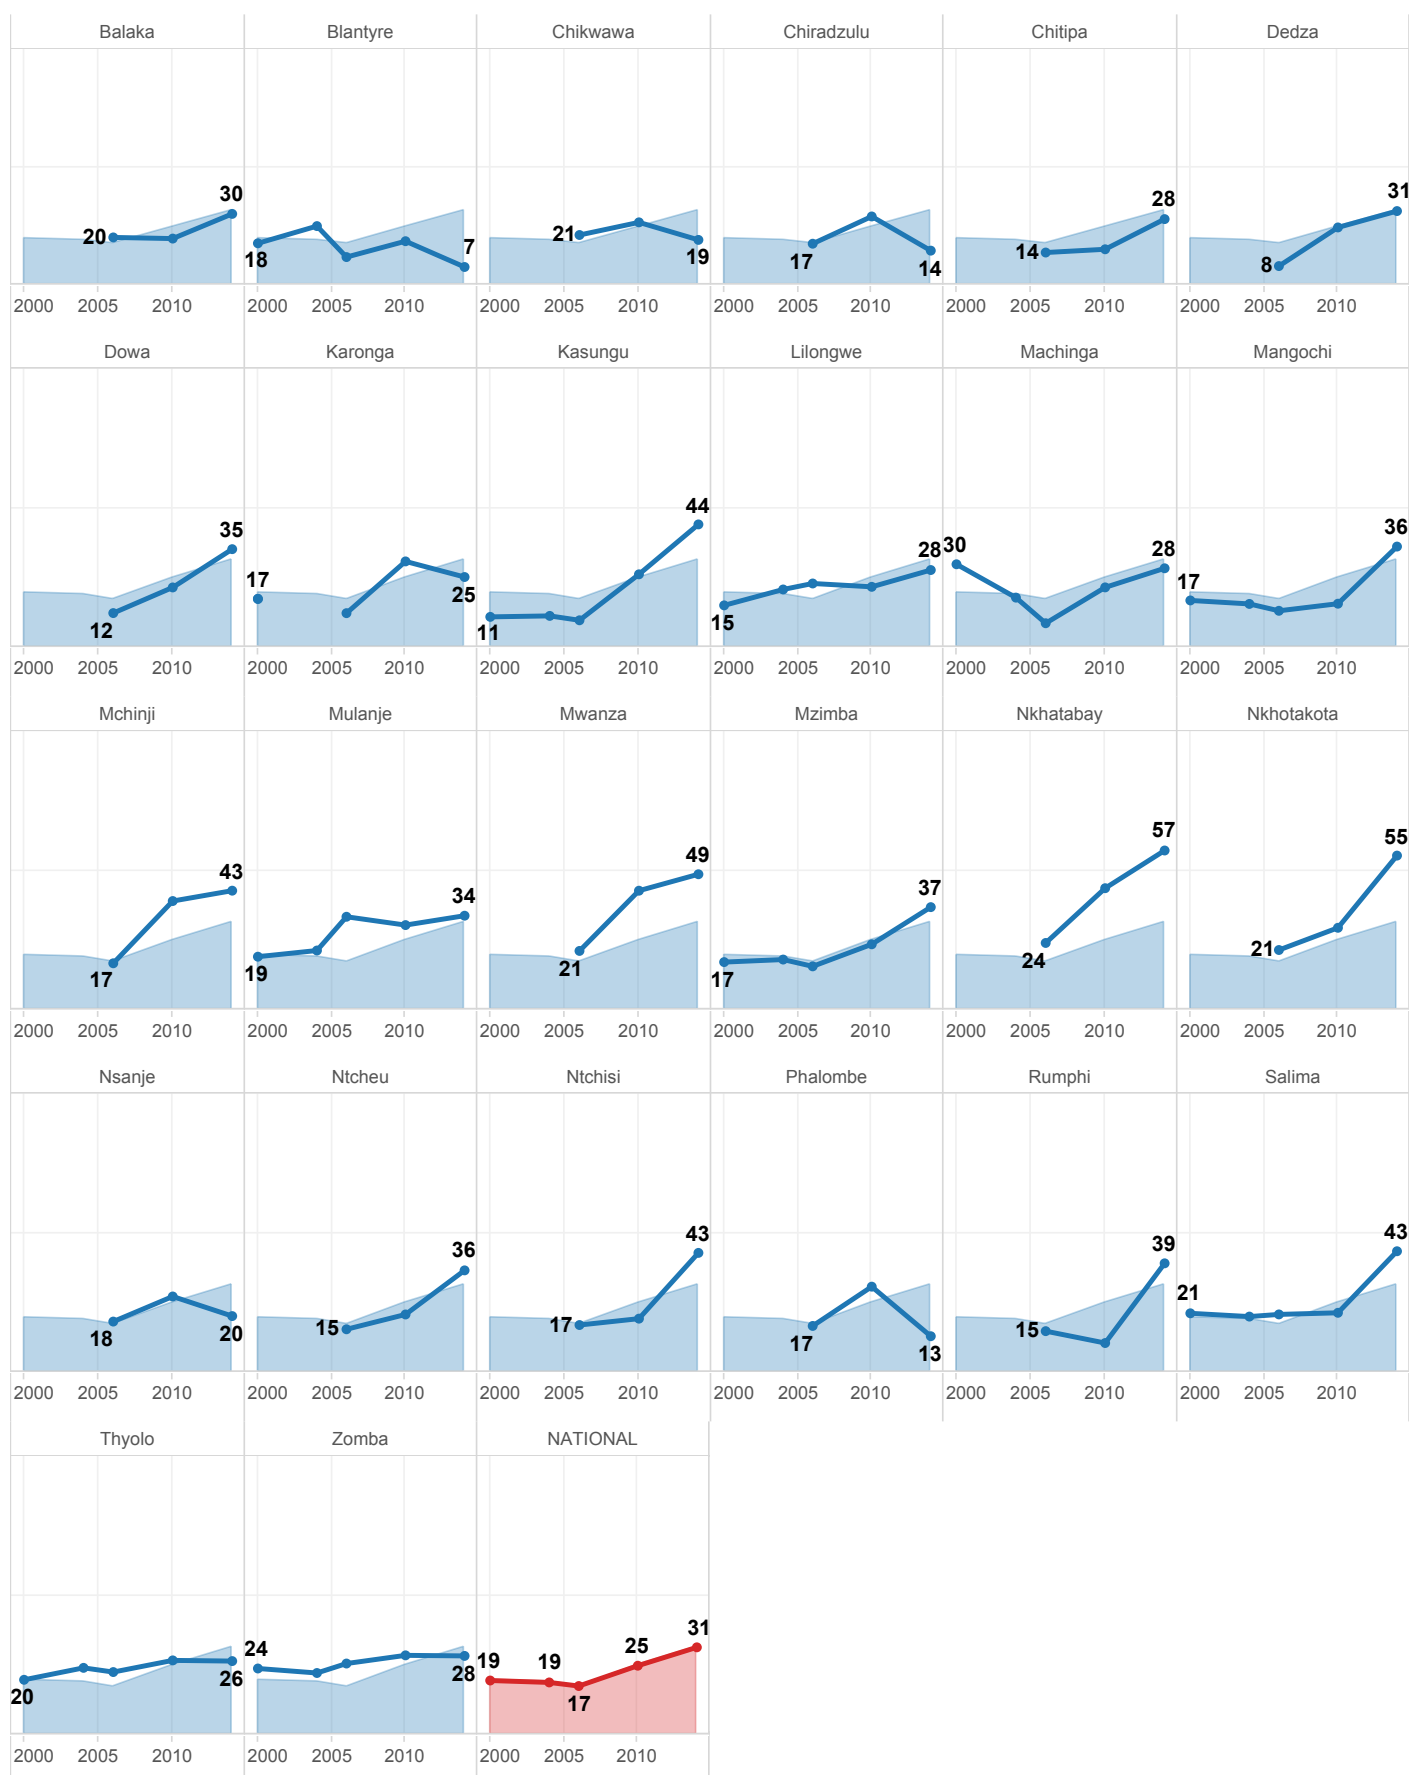 Balaka Blantyre Chikwawa Chiradzulu Chitipa Dedza
20 30 18 7 21 19 17 14 14 28 8 31
2000 2005 2010 2000 2005 2010 2000 2005 2010 2000 2005 2010 2000 2005 2010 2000 2005 2010
Dowa Karonga Kasungu Lilongwe Machinga Mangochi
12 35 17 25 11 44 15 28 30 28 17 36
2000 2005 2010 2000 2005 2010 2000 2005 2010 2000 2005 2010 2000 2005 2010 2000 2005 2010
Mchinji Mulanje Mwanza Mzimba Nkhatabay Nkhotakota
17 43 19 34 21 49 17 37 24 57 21 55
2000 2005 2010 2000 2005 2010 2000 2005 2010 2000 2005 2010 2000 2005 2010 2000 2005 2010
Nsanje Ntcheu Ntchisi Phalombe Rumphi Salima
18 20 15 36 17 43 17 13 15 39 21 43
2000 2005 2010 2000 2005 2010 2000 2005 2010 2000 2005 2010 2000 2005 2010 2000 2005 2010
Thyolo Zomba NATIONAL
20 26 24 28 19 19 17 25 31
2000 2005 2010 2000 2005 2010 2000 2005 2010